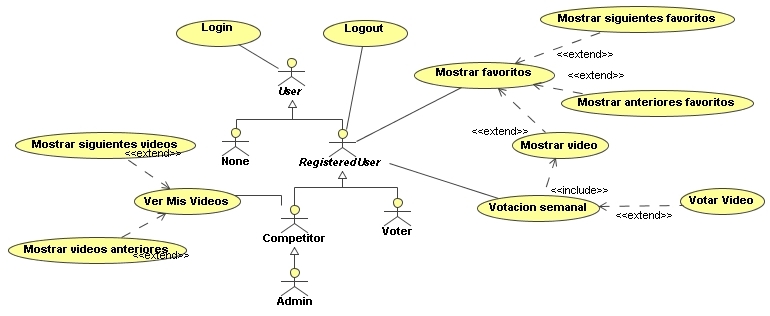 Mostrar siguientes favoritos
Login
Logout
<<extend>>
Mostrar favoritos
<<extend>>
User
Mostrar anteriores favoritos
<<extend>>
Mostrar siguientes videos
<<extend>>
None
RegisteredUser
Mostrar video
<<include>>
Ver Mis Videos
Votacion semanal
Votar Video
<<extend>>
Competitor
Voter
Mostrar videos anteriores
<<extend>>
Admin